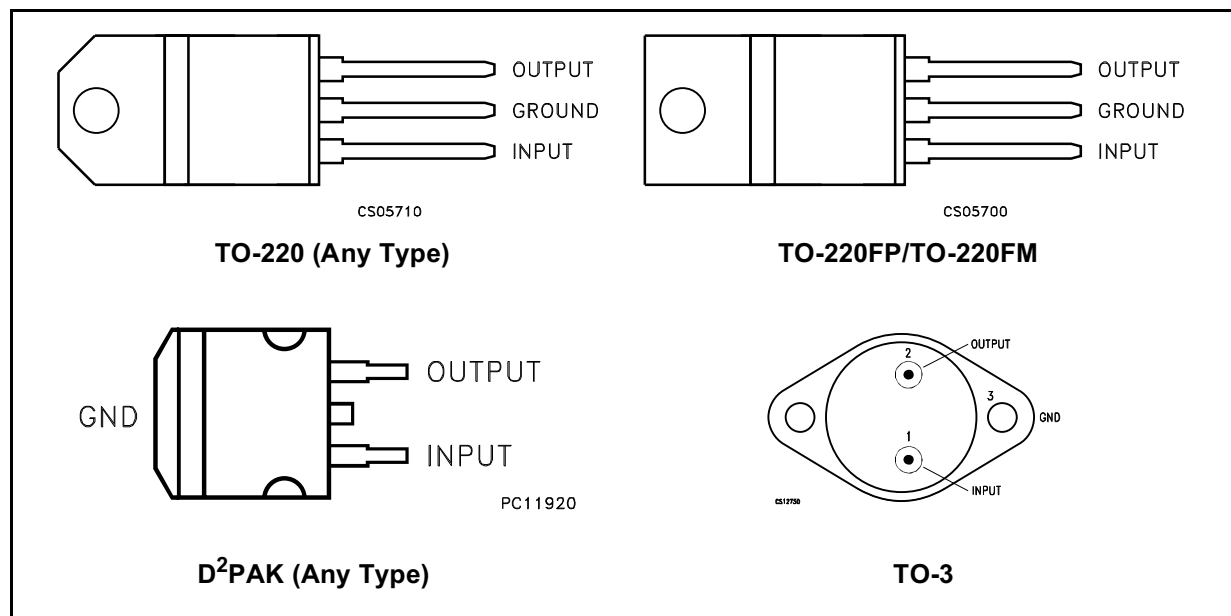 OUTPUT
GROUND
INPUT
CS05710
TO-220 (Any Type)
OUTPUT
GROUND
INPUT
CS05700
TO-220FP/TO-220FM
GND
OUTPUT
INPUT
PC11920
D²PAK (Any Type)
2
OUTPUT
3
GND
1
INPUT
CS12750
TO-3